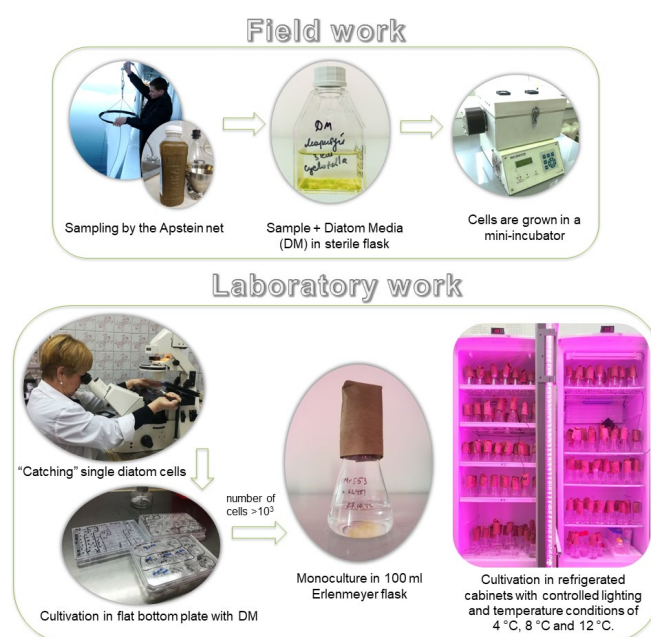 Field work
DM
Sampling by the Apstein net
Sample + Diatom Media
(DM) in sterile flask
Cells are grown in a
mini-incubator
Laboratory work
"Catching" single diatom cells
number of
cells >10³
Cultivation in flat bottom plate with DM
Monoculture in 100 ml
Erlenmeyer flask
Cultivation in refrigerated
cabinets with controlled lighting
and temperature conditions of
4 °C, 8 °C and 12 °C.